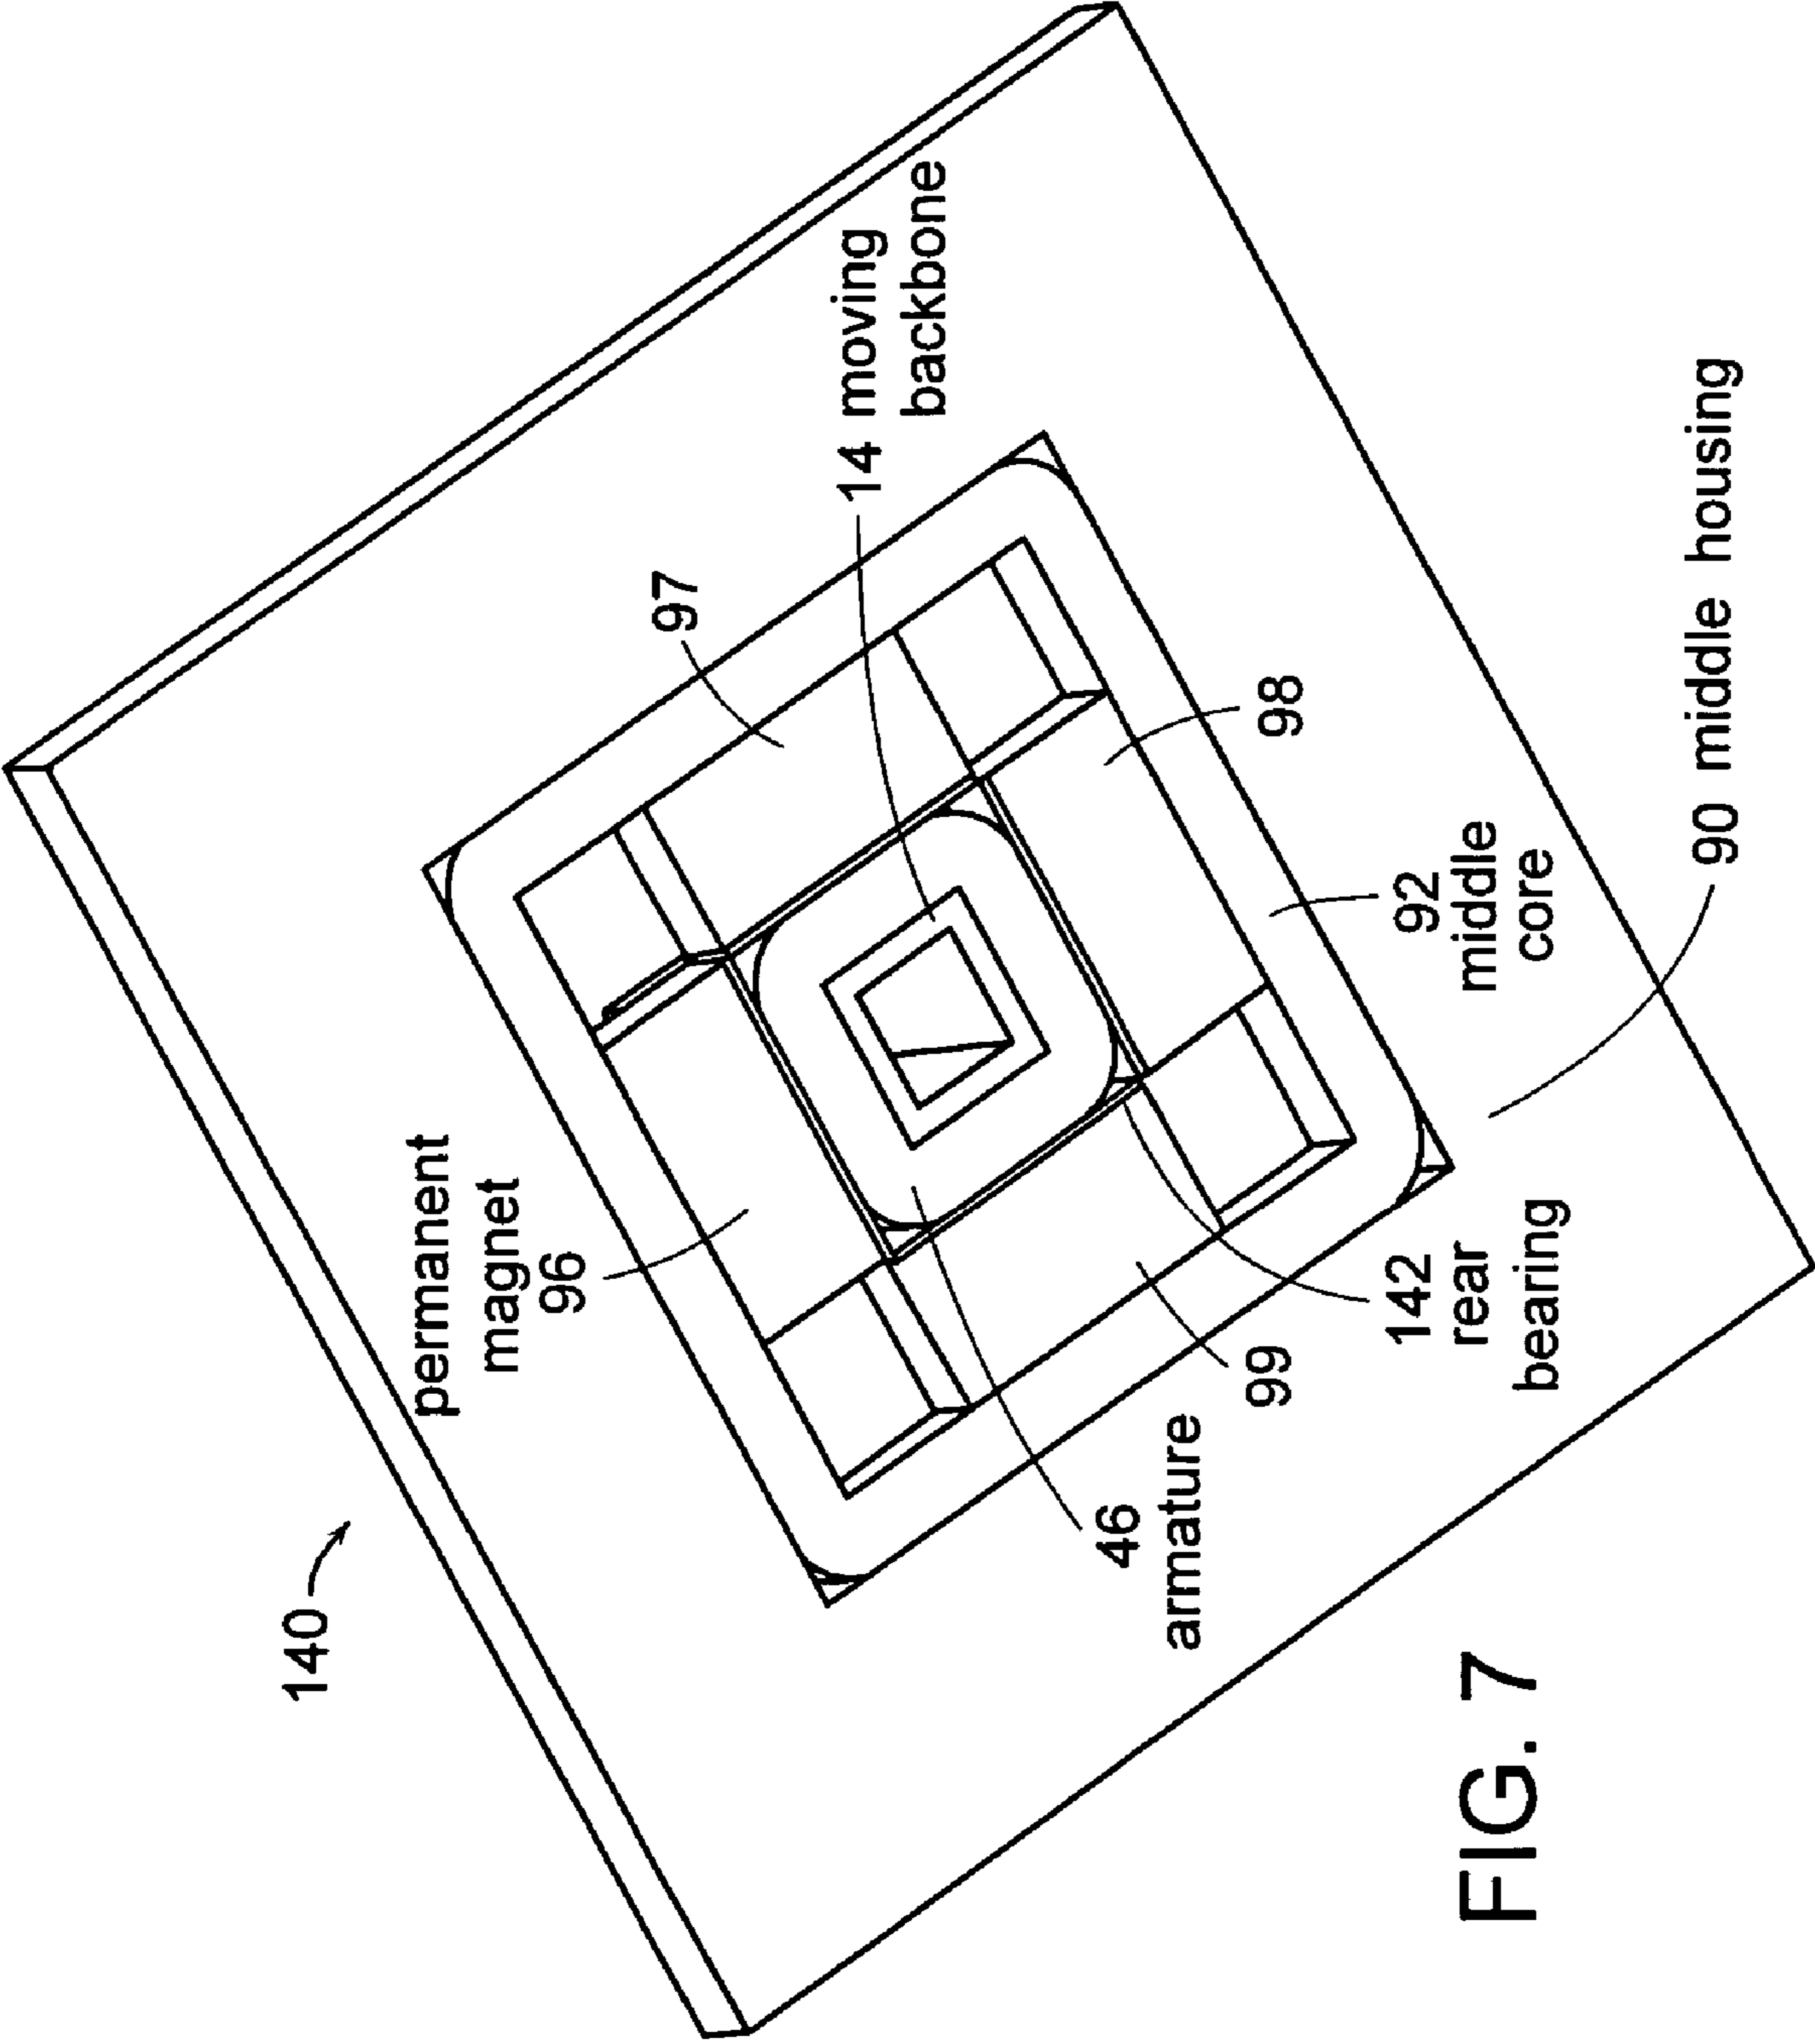 140
permanent
magnet
96
97
14 moving
backbone
46
armature
99
98
142
rear
bearing
92
middle
core
90 middle housing
FIG. 7